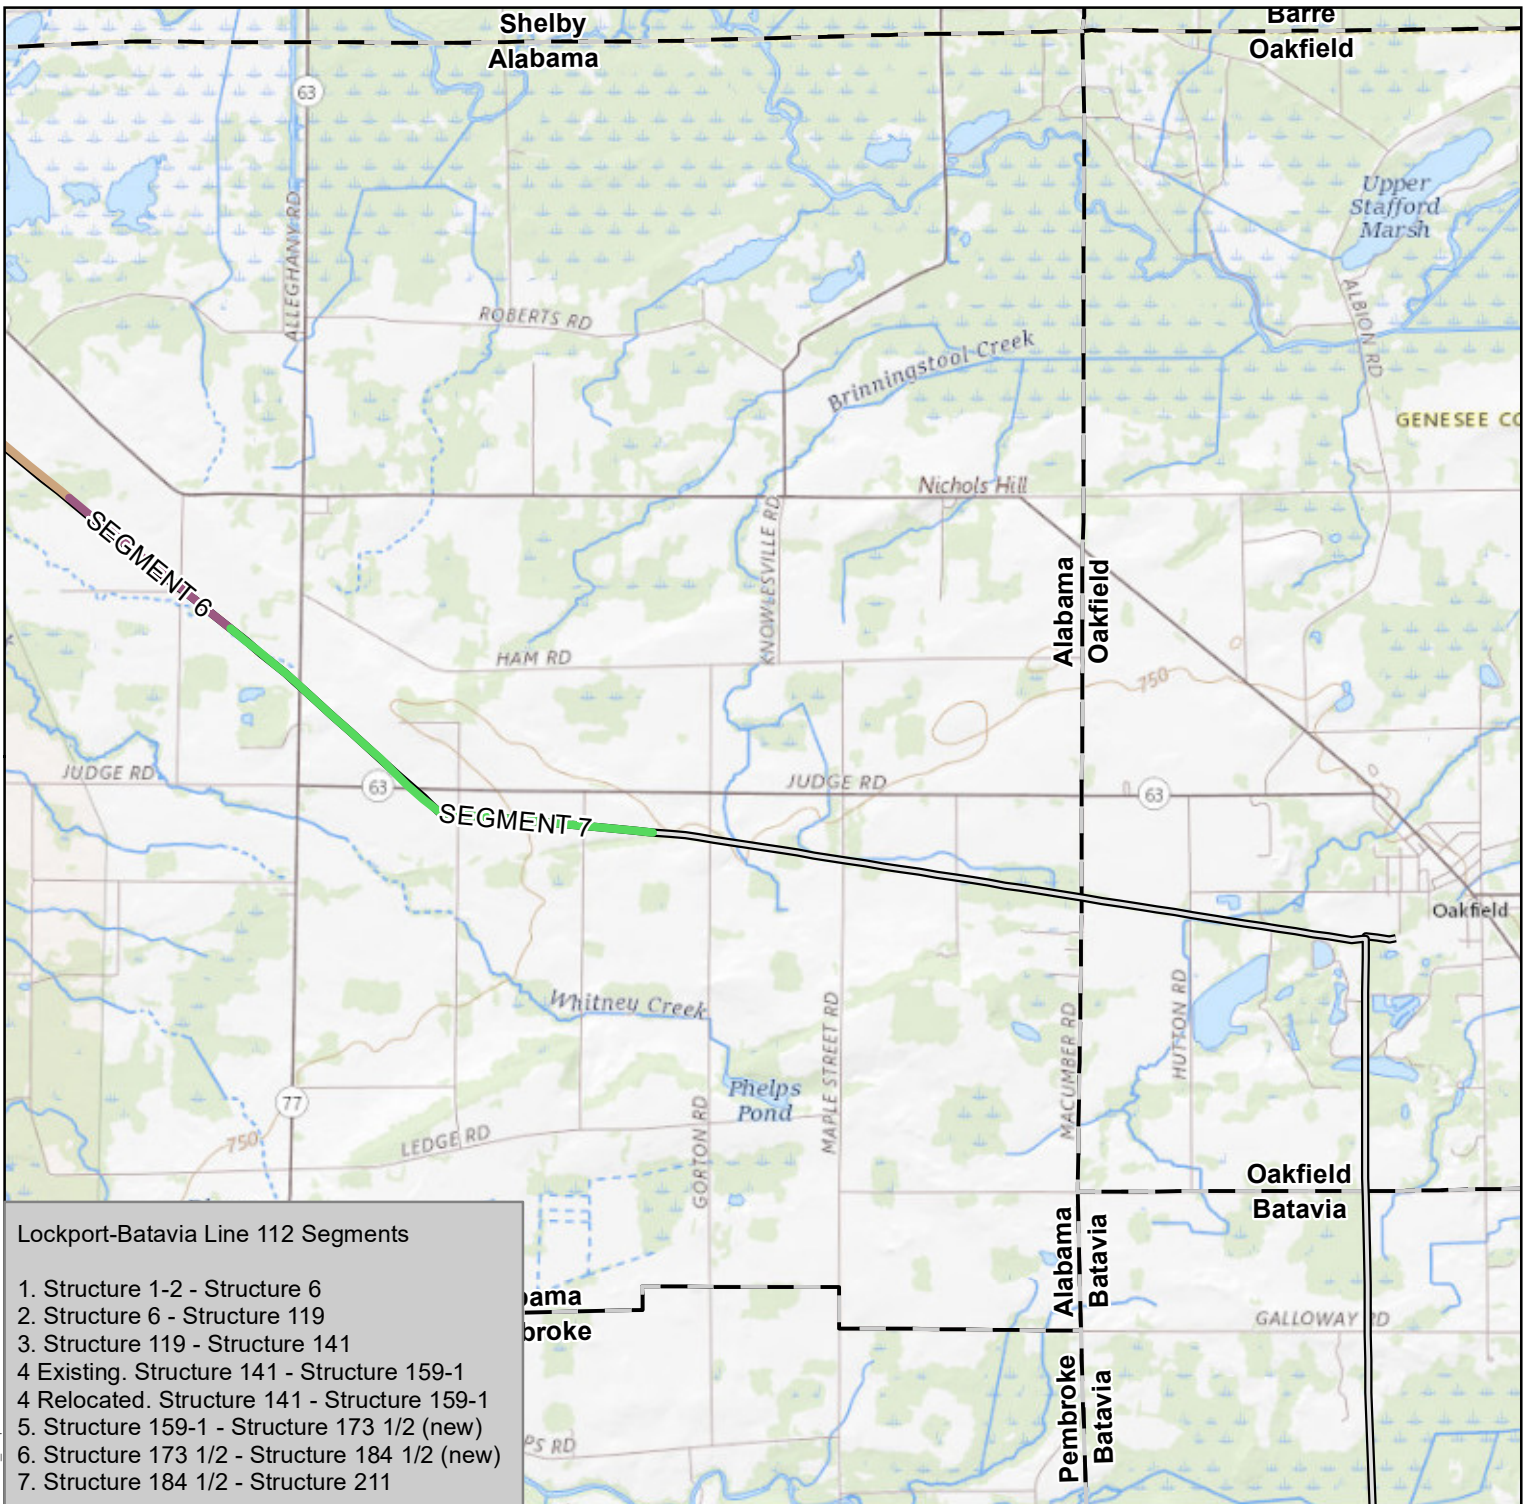 Shelby
Alabama
Barre
Oakfield
63
ALLEGHANY RD
Upper
Stafford
Marsh
ROBERTS RD
ALBION RD
Brinningstool Creek
GENESEE CO
Nichols Hill
KNOWLESVILLE RD
SEGMENT 6
Alabama
Oakfield
HAM RD
750
JUDGE RD
63
JUDGE RD
63
SEGMENT 7
Oakfield
Whitney Creek
MAPLE STREET RD
MACUMBER RD
HUTTON RD
77
Phelps
Pond
GORTON RD
LEDGE RD
750
Oakfield
Batavia
Alabama
Batavia
bama
broke
GALLOWAY RD
Pembroke
Batavia
PS RD
Lockport-Batavia Line 112 Segments
1. Structure 1-2 - Structure 6
2. Structure 6 - Structure 119
3. Structure 119 - Structure 141
4 Existing. Structure 141 - Structure 159-1
4 Relocated. Structure 141 - Structure 159-1
5. Structure 159-1 - Structure 173 1/2 (new)
6. Structure 173 1/2 - Structure 184 1/2 (new)
7. Structure 184 1/2 - Structure 211